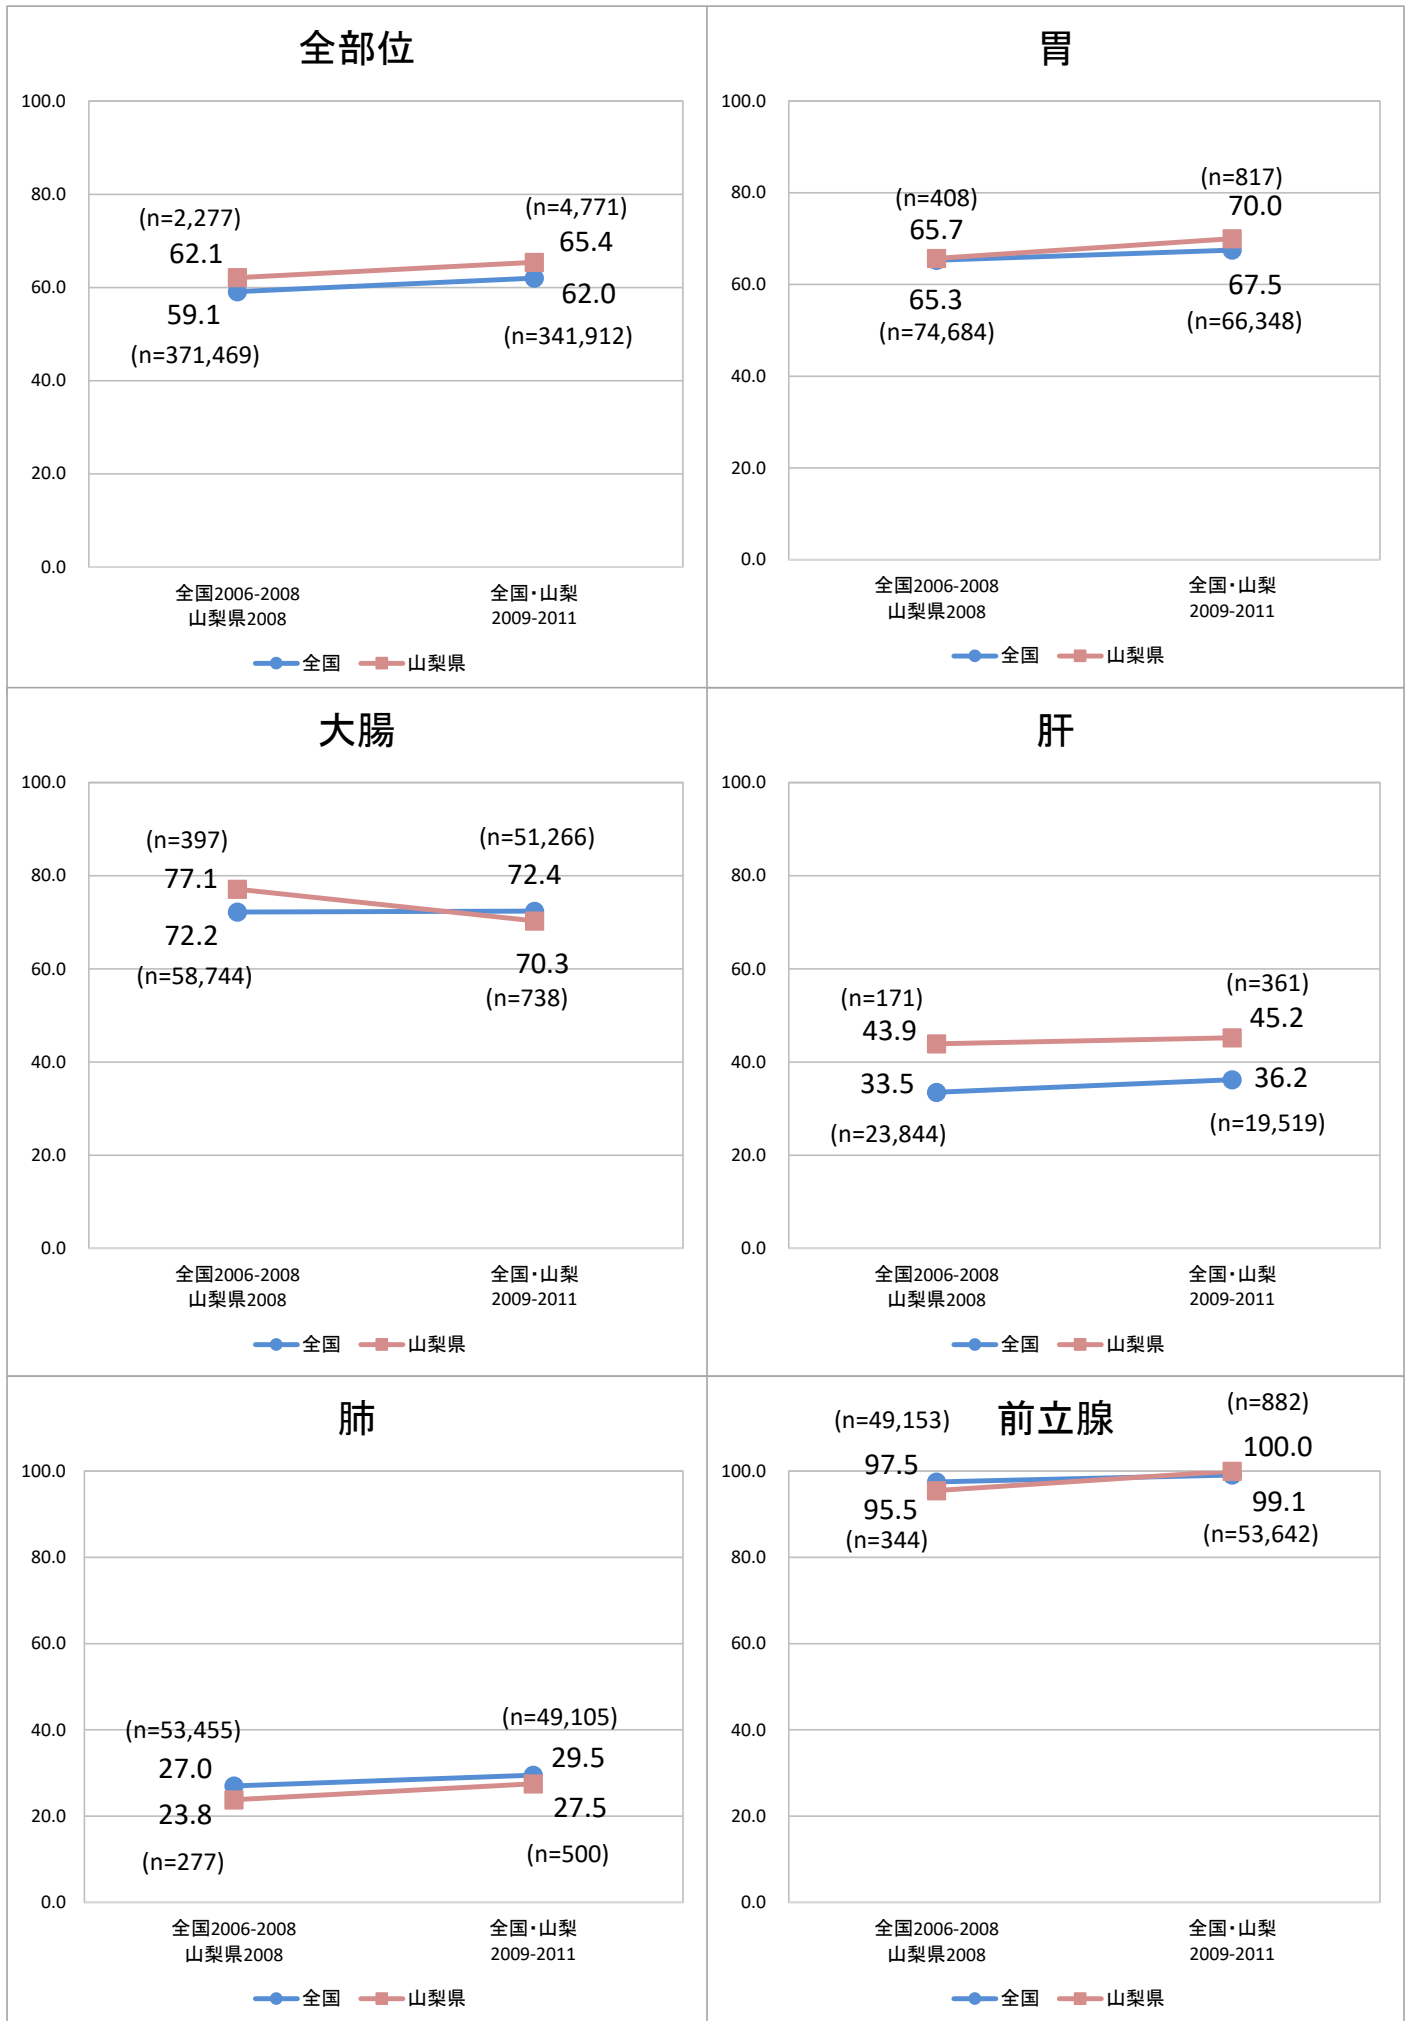 全部位
100.0
80.0
60.0
40.0
20.0
0.0
(n=2,277)
62.1
59.1
(n=371,469)
(n=4,771)
65.4
62.0
(n=341,912)
全国2006-2008
山梨県2008
全国・山梨
2009-2011
全国 山梨県
胃
100.0
80.0
60.0
40.0
20.0
0.0
(n=408)
65.7
65.3
(n=74,684)
(n=817)
70.0
67.5
(n=66,348)
全国2006-2008
山梨県2008
全国・山梨
2009-2011
全国 山梨県
大腸
100.0
80.0
60.0
40.0
20.0
0.0
(n=397)
77.1
72.2
(n=58,744)
(n=51,266)
72.4
70.3
(n=738)
全国2006-2008
山梨県2008
全国・山梨
2009-2011
全国 山梨県
肝
100.0
80.0
60.0
40.0
20.0
0.0
(n=171)
43.9
33.5
(n=23,844)
(n=361)
45.2
36.2
(n=19,519)
全国2006-2008
山梨県2008
全国・山梨
2009-2011
全国 山梨県
肺
100.0
80.0
60.0
40.0
20.0
0.0
(n=53,455)
27.0
23.8
(n=277)
(n=49,105)
29.5
27.5
(n=500)
全国2006-2008
山梨県2008
全国・山梨
2009-2011
全国 山梨県
前立腺
100.0
80.0
60.0
40.0
20.0
0.0
(n=49,153)
97.5
95.5
(n=344)
(n=882)
100.0
99.1
(n=53,642)
全国2006-2008
山梨県2008
全国・山梨
2009-2011
全国 山梨県